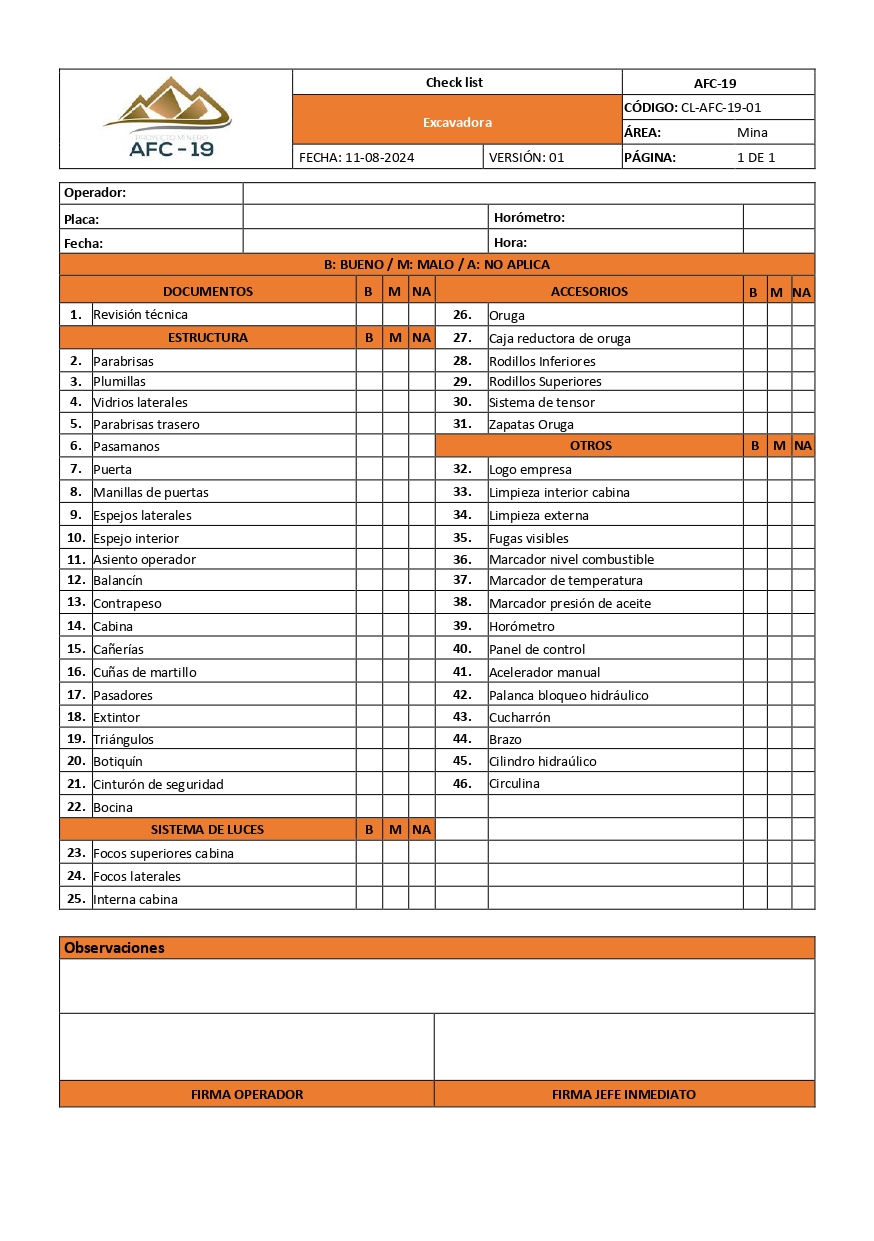 PROYECTO MINERO
AFC - 19
Check list
AFC-19
Excavadora
CÓDIGO: CL-AFC-19-01
ÁREA: Mina
FECHA: 11-08-2024 VERSIÓN: 01 PÁGINA: 1 DE 1
Operador:
Placa: Horómetro:
Fecha: Hora:
B: BUENO / M: MALO / A: NO APLICA
DOCUMENTOS B M NA ACCESORIOS B M NA
1. Revisión técnica 26. Oruga
ESTRUCTURA B M NA 27. Caja reductora de oruga
2. Parabrisas 28. Rodillos Inferiores
3. Plumillas 29. Rodillos Superiores
4. Vidrios laterales 30. Sistema de tensor
5. Parabrisas trasero 31. Zapatas Oruga
6. Pasamanos OTROS B M NA
7. Puerta 32. Logo empresa
8. Manillas de puertas 33. Limpieza interior cabina
9. Espejos laterales 34. Limpieza externa
10. Espejo interior 35. Fugas visibles
11. Asiento operador 36. Marcador nivel combustible
12. Balancín 37. Marcador de temperatura
13. Contrapeso 38. Marcador presión de aceite
14. Cabina 39. Horómetro
15. Cañerías 40. Panel de control
16. Cuñas de martillo 41. Acelerador manual
17. Pasadores 42. Palanca bloqueo hidráulico
18. Extintor 43. Cucharrón
19. Triángulos 44. Brazo
20. Botiquín 45. Cilindro hidraúlico
21. Cinturón de seguridad 46. Circulina
22. Bocina
SISTEMA DE LUCES B M NA
23. Focos superiores cabina
24. Focos laterales
25. Interna cabina
Observaciones
FIRMA OPERADOR FIRMA JEFE INMEDIATO